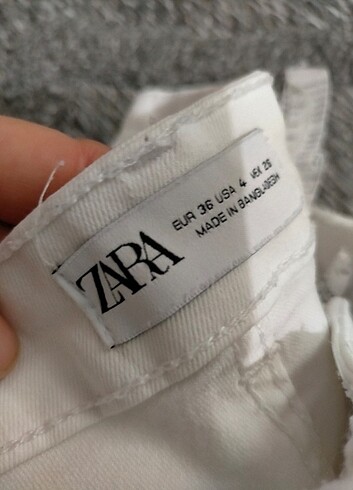 ZARA
EUR 36 USA 4 MEX 26
MADE IN BANGLADESH